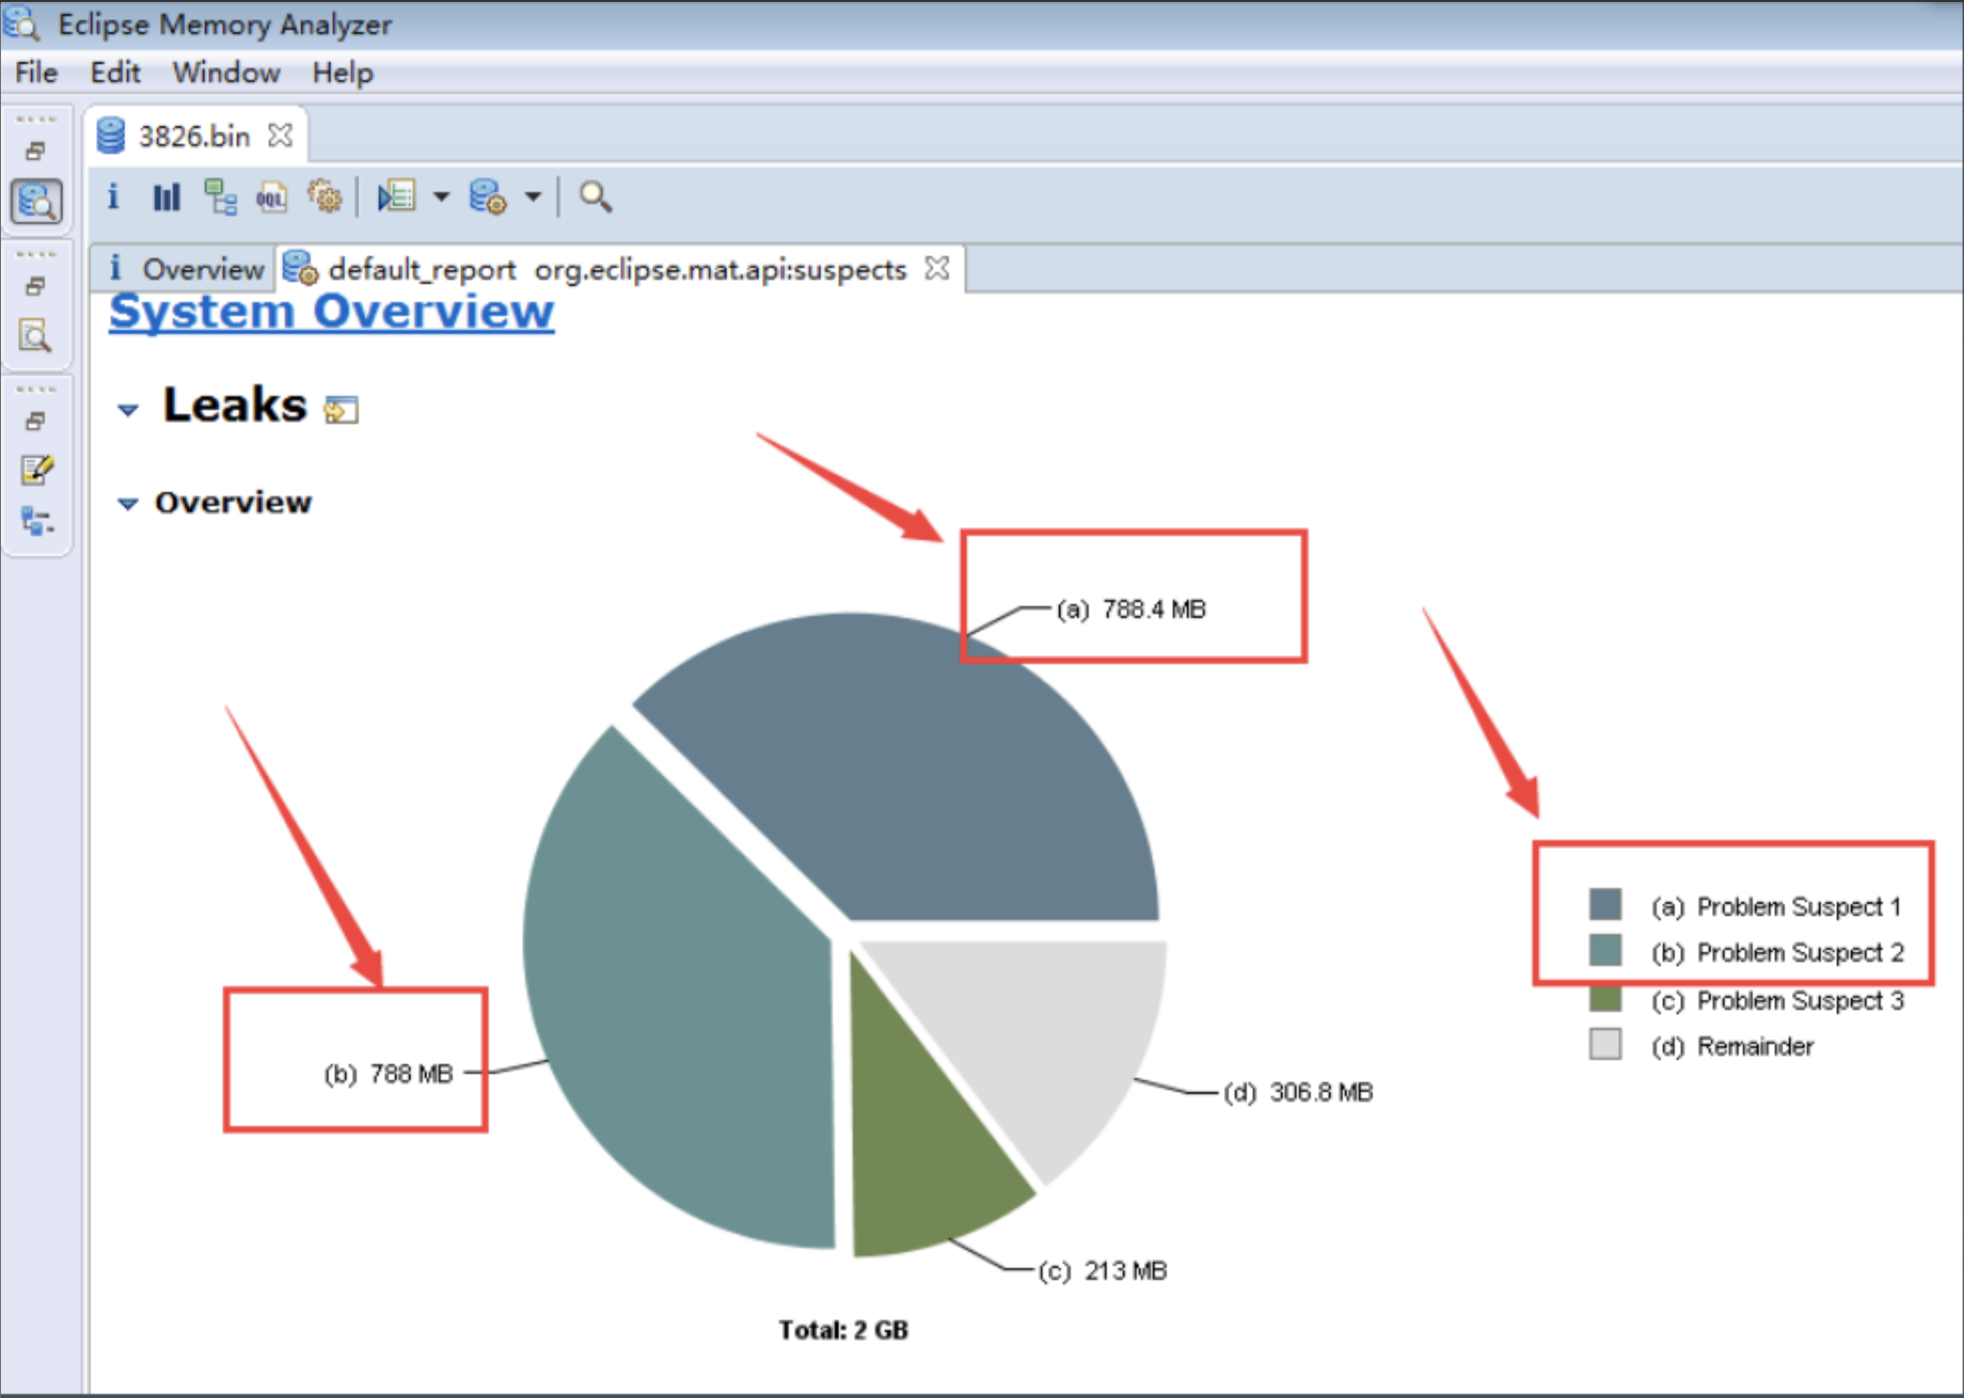 Eclipse Memory Analyzer
File Edit Window Help
3826.bin
i OQL
i Overview default_report org.eclipse.mat.api:suspects
System Overview
Leaks
Overview
(a) 788.4 MB
(a) Problem Suspect 1
(b) Problem Suspect 2
(c) Problem Suspect 3
(d) Remainder
(b) 788 MB
(d) 306.8 MB
(c) 213 MB
Total: 2 GB